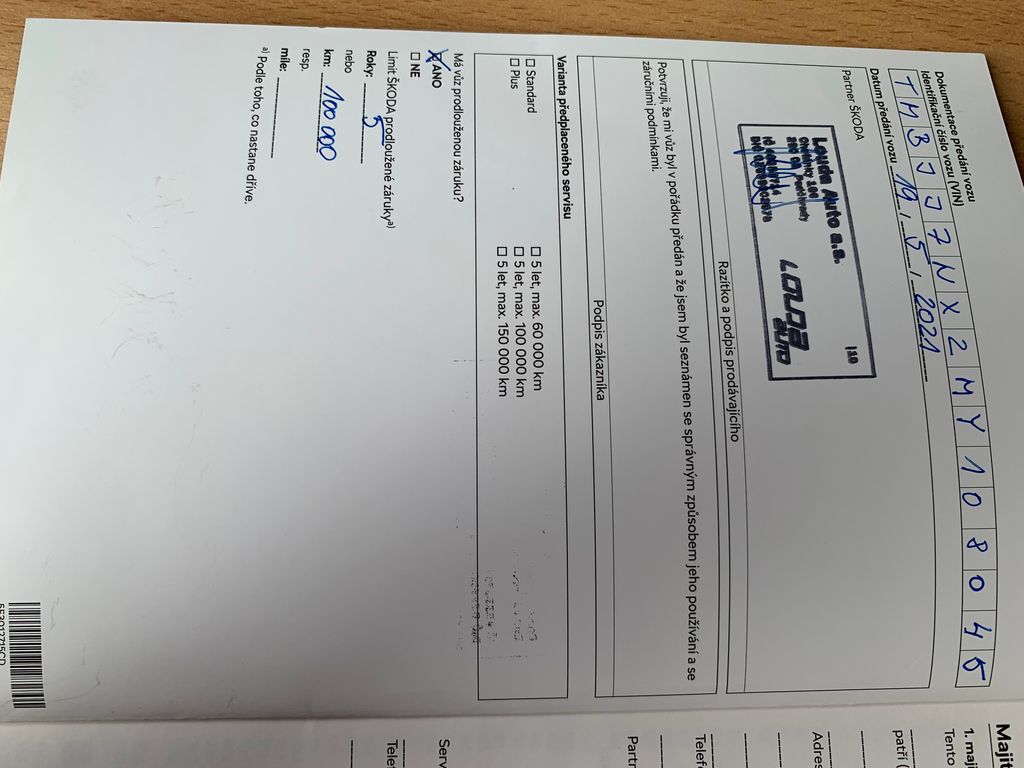 Dokumentace předání vozu
Identifikační číslo vozu (VIN)
TMBJJ7NX2MY108045
Datum předání vozu 19. 5. 2021
Partner ŠKODA
Louda Auto a.s.
LOUDA
AUTO
Razítko a podpis prodávajícího
Potvrzuji, že mi vůz byl v pořádku předán a že jsem byl seznámen se správným způsobem jeho používání a se
záručními podmínkami.
Podpis zákazníka
Varianta předplaceného servisu
☐ Standard
☐ Plus
☐ 5 let, max. 60 000 km
☐ 5 let, max. 100 000 km
☐ 5 let, max. 150 000 km
Má vůz prodlouženou záruku?
☒ ANO
☐ NE
Limit ŠKODA prodloužené záruky a)
Roky: 5
nebo
km: 100 000
resp.
míle:
a) Podle toho, co nastane dříve.
Majit
1. maji
Tento
patří (
Adres
Telef
Partr
Serv
Telef